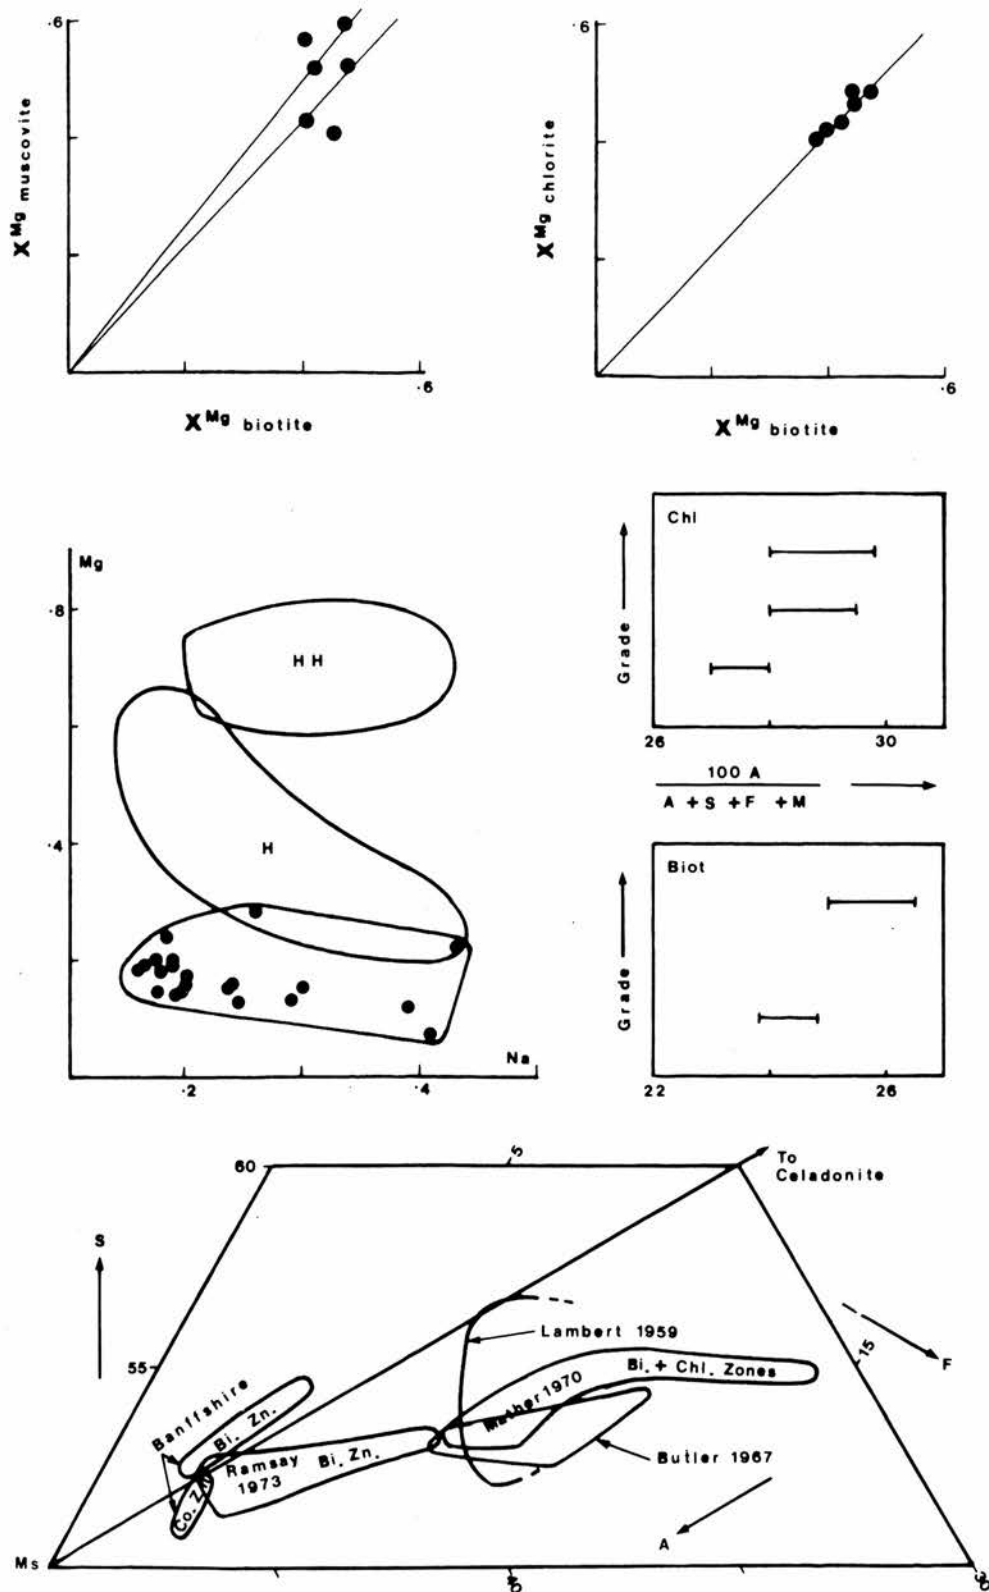 .6
X Mg muscovite
.6
X Mg biotite
.6
X Mg chlorite
.6
X Mg biotite
Mg
.8
H H
.4
H
Na
.2
.4
Chl
Grade
26
30
100 A
A + S + F + M
Biot
Grade
22
26
60
5
To
Celadonite
S
Lambert 1959
55
15
F
Bi. + Chl. Zones
Mather 1970
Banffshire
Bi. Zn.
Ramsay
1973
Bi. Zn.
Butler 1967
Co. Zn
A
Ms